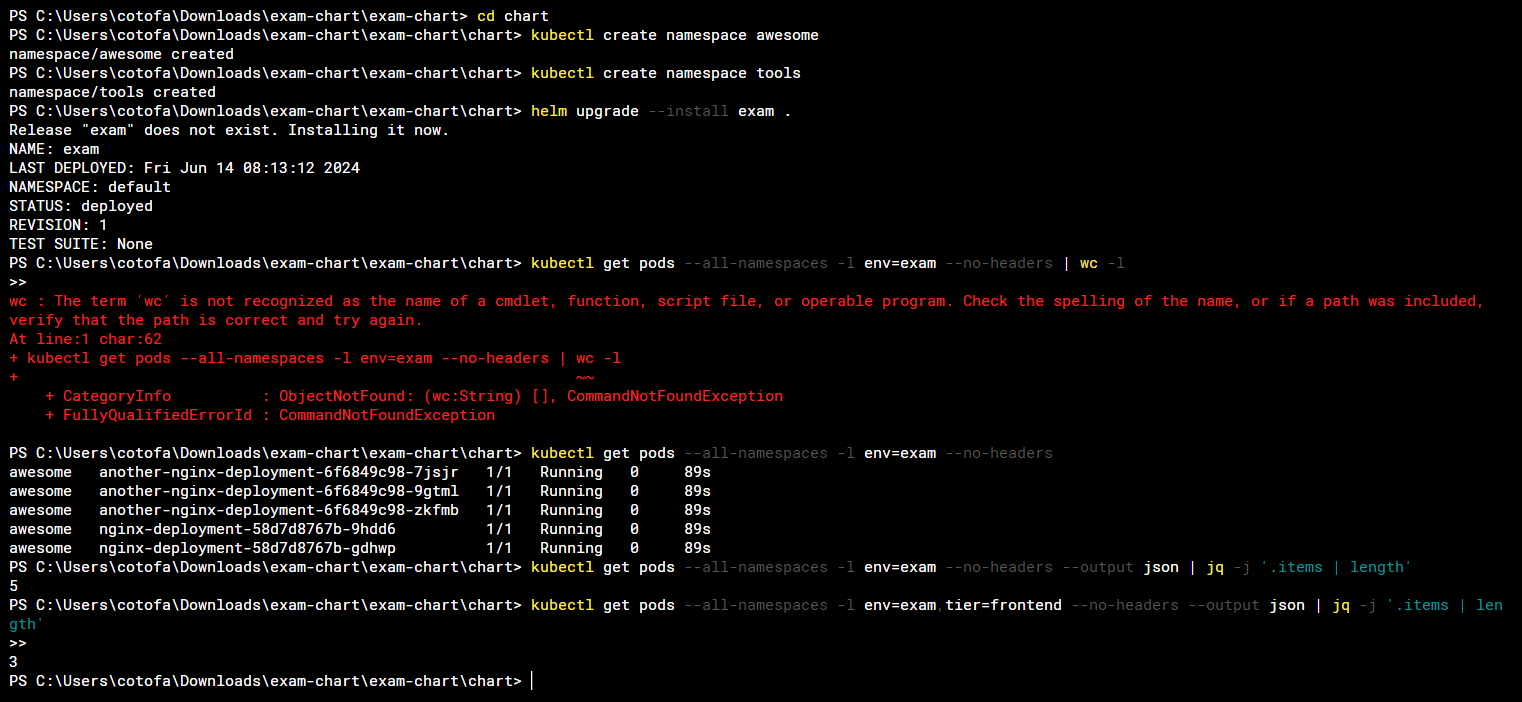 PS C:\Users\cotofa\Downloads\exam-chart\exam-chart> cd chart
PS C:\Users\cotofa\Downloads\exam-chart\exam-chart\chart> kubectl create namespace awesome
namespace/awesome created
PS C:\Users\cotofa\Downloads\exam-chart\exam-chart\chart> kubectl create namespace tools
namespace/tools created
PS C:\Users\cotofa\Downloads\exam-chart\exam-chart\chart> helm upgrade --install exam .
Release "exam" does not exist. Installing it now.
NAME: exam
LAST DEPLOYED: Fri Jun 14 08:13:12 2024
NAMESPACE: default
STATUS: deployed
REVISION: 1
TEST SUITE: None
PS C:\Users\cotofa\Downloads\exam-chart\exam-chart\chart> kubectl get pods --all-namespaces -l env=exam --no-headers | wc -l
>>
wc : The term 'wc' is not recognized as the name of a cmdlet, function, script file, or operable program. Check the spelling of the name, or if a path was included,
verify that the path is correct and try again.
At line:1 char:62
+ kubectl get pods --all-namespaces -l env=exam --no-headers | wc -l
+                                                              ~~
    + CategoryInfo          : ObjectNotFound: (wc:String) [], CommandNotFoundException
    + FullyQualifiedErrorId : CommandNotFoundException

PS C:\Users\cotofa\Downloads\exam-chart\exam-chart\chart> kubectl get pods --all-namespaces -l env=exam --no-headers
awesome   another-nginx-deployment-6f6849c98-7jsjr   1/1   Running   0     89s
awesome   another-nginx-deployment-6f6849c98-9gtml   1/1   Running   0     89s
awesome   another-nginx-deployment-6f6849c98-zkfmb   1/1   Running   0     89s
awesome   nginx-deployment-58d7d8767b-9hdd6          1/1   Running   0     89s
awesome   nginx-deployment-58d7d8767b-gdhwp          1/1   Running   0     89s
PS C:\Users\cotofa\Downloads\exam-chart\exam-chart\chart> kubectl get pods --all-namespaces -l env=exam --no-headers --output json | jq -j '.items | length'
5
PS C:\Users\cotofa\Downloads\exam-chart\exam-chart\chart> kubectl get pods --all-namespaces -l env=exam,tier=frontend --no-headers --output json | jq -j '.items | len
gth'
>>
3
PS C:\Users\cotofa\Downloads\exam-chart\exam-chart\chart>